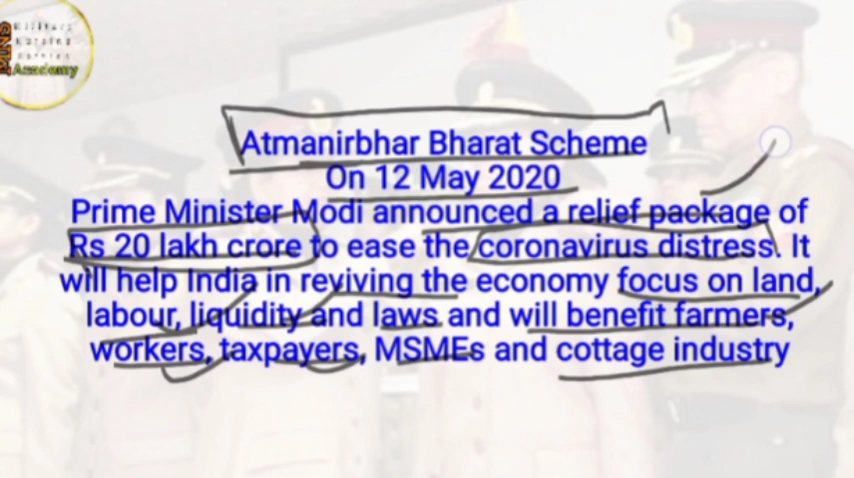 Academy
Atmanirbhar Bharat Scheme
On 12 May 2020
Prime Minister Modi announced a relief package of
Rs 20 lakh crore to ease the coronavirus distress. It
will help India in reviving the economy focus on land,
labour, liquidity and laws and will benefit farmers,
workers, taxpayers, MSMEs and cottage industry